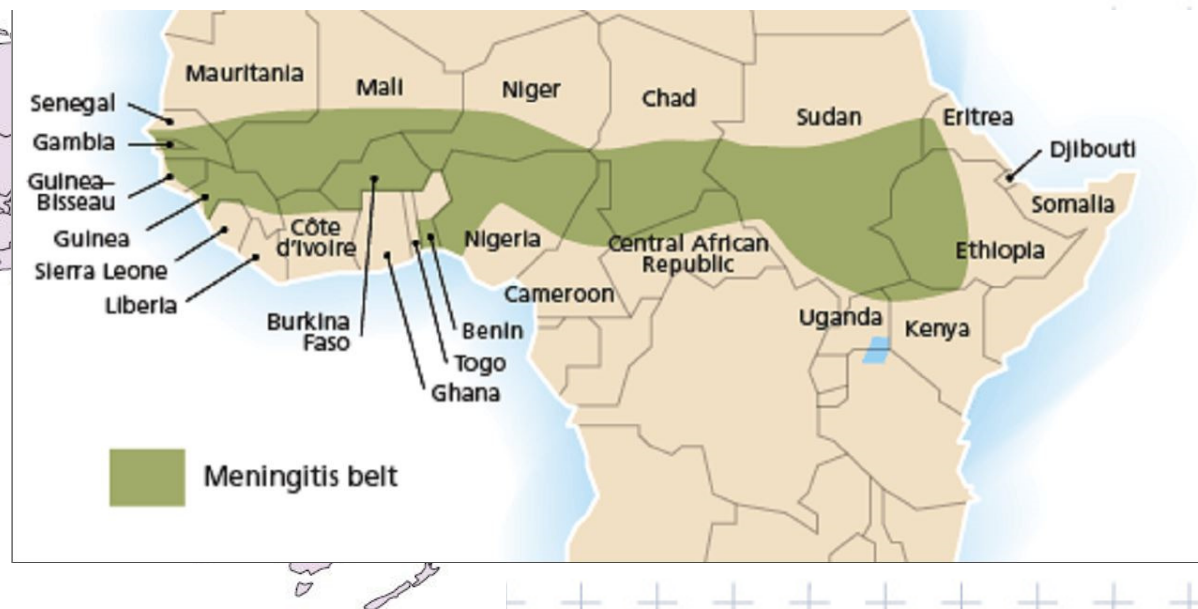 Mauritania
Mali
Niger
Chad
Sudan
Eritrea
Djibouti
Somalia
Ethiopia
Senegal
Gambia
Guinea–
Bissau
Guinea
Sierra Leone
Liberia
Côte
d'Ivoire
Burkina
Faso
Nigeria
Benin
Togo
Ghana
Central African
Republic
Cameroon
Uganda
Kenya
Meningitis belt